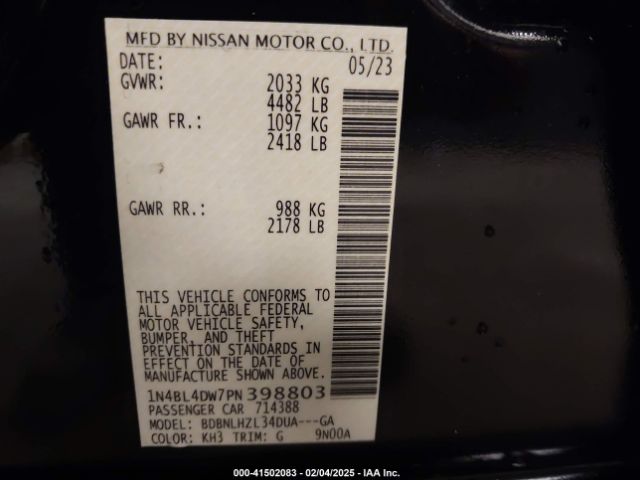 MFD BY NISSAN MOTOR CO., LTD.
DATE: 05/23
GVWR: 2033 KG
4482 LB
GAWR FR.: 1097 KG
2418 LB
GAWR RR.: 988 KG
2178 LB
THIS VEHICLE CONFORMS TO
ALL APPLICABLE FEDERAL
MOTOR VEHICLE SAFETY,
BUMPER, AND THEFT
PREVENTION STANDARDS IN
EFFECT ON THE DATE OF
MANUFACTURE SHOWN ABOVE.
1N4BL4DW7PN398803
PASSENGER CAR 714388
MODEL: BDBNLHZL34DUA---GA
COLOR: KH3 TRIM: G 9N00A
000-41502083 - 02/04/2025 - IAA Inc.